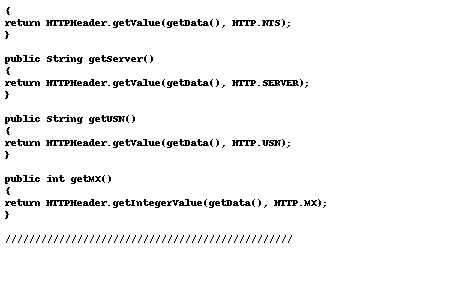 {
return HTTPHeader.getValue(getData(), HTTP.NTS);
}
public String getServer()
{
return HTTPHeader.getValue(getData(), HTTP.SERVER);
}
public String getUSN()
{
return HTTPHeader.getValue(getData(), HTTP.USN);
}
public int getMX()
{
return HTTPHeader.getIntegerValue(getData(), HTTP.MX);
}
////////////////////////////////////////////////